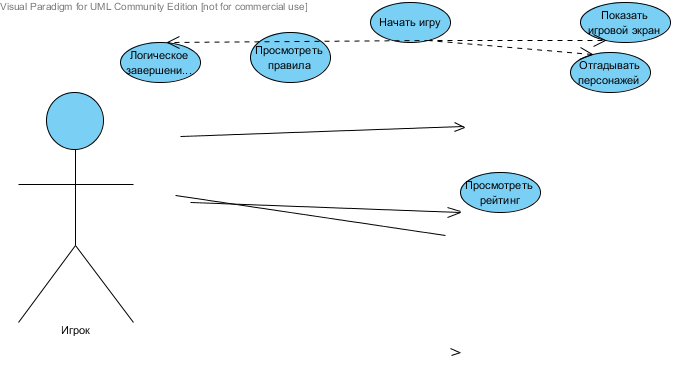 Visual Paradigm for UML Community Edition [not for commercial use]
Начать игру
Показать
игровой экран
Логическое
завершени...
Просмотреть
правила
Отгадывать
персонажей
Просмотреть
рейтинг
Игрок